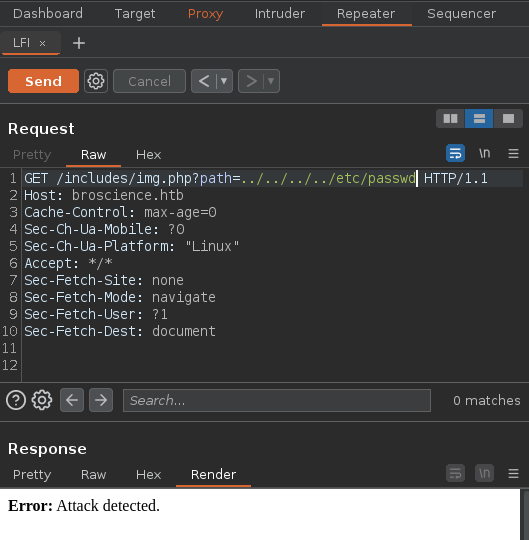 Dashboard Target Proxy Intruder Repeater Sequencer
LFI × +
Send Cancel < ▼ > ▼
Request
Pretty Raw Hex \n ☰
1 GET /includes/img.php?path=../../../../etc/passwd HTTP/1.1
2 Host: broscience.htb
3 Cache-Control: max-age=0
4 Sec-Ch-Ua-Mobile: ?0
5 Sec-Ch-Ua-Platform: "Linux"
6 Accept: */*
7 Sec-Fetch-Site: none
8 Sec-Fetch-Mode: navigate
9 Sec-Fetch-User: ?1
10 Sec-Fetch-Dest: document
11
12
? Search... 0 matches
Response
Pretty Raw Hex Render \n ☰
Error: Attack detected.